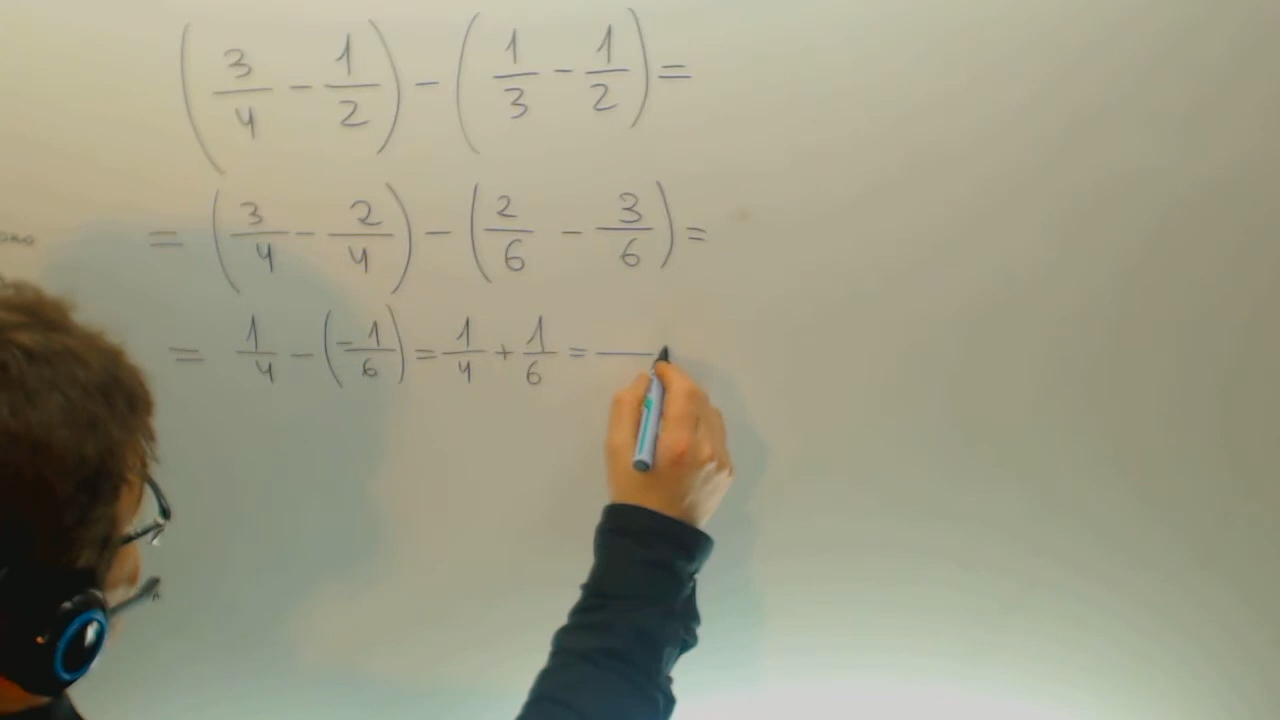 (3/4 - 1/2) - (1/3 - 1/2) =
= (3/4 - 2/4) - (2/6 - 3/6) =
= 1/4 - (-1/6) = 1/4 + 1/6 =